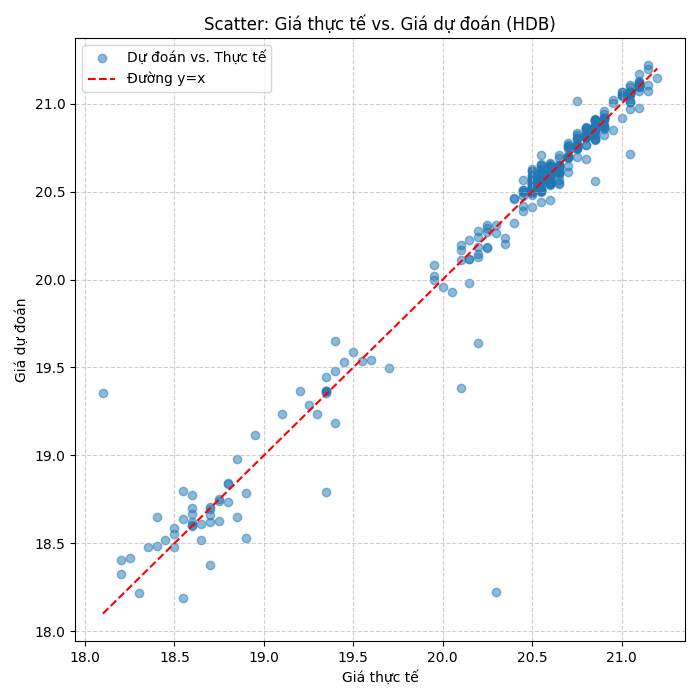 Scatter: Giá thực tế vs. Giá dự đoán (HDB)
Dự đoán vs. Thực tế
Đường y=x
Giá dự đoán
21.0
20.5
20.0
19.5
19.0
18.5
18.0
18.0 18.5 19.0 19.5 20.0 20.5 21.0
Giá thực tế